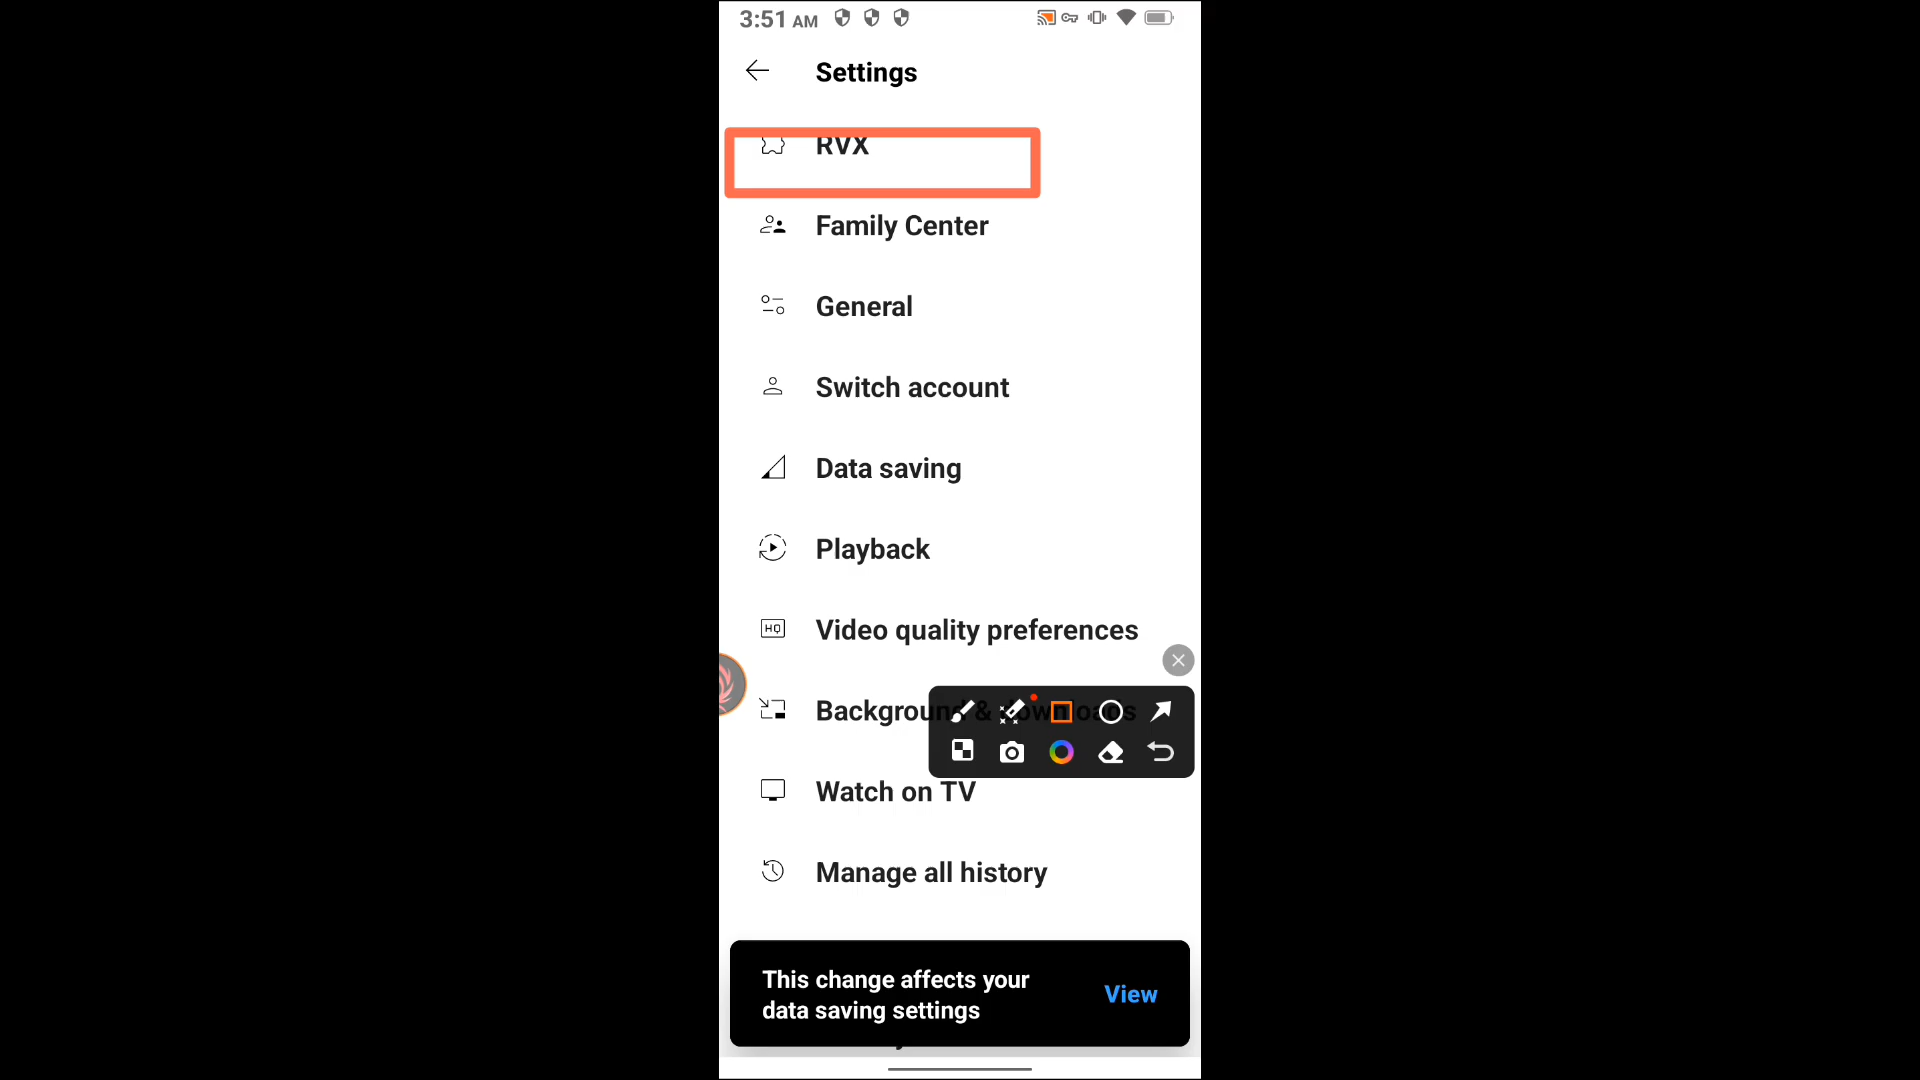 3:51 AM
Settings
RVX
Family Center
General
Switch account
Data saving
Playback
HQ
Video quality preferences
Background & downloads
Watch on TV
Manage all history
This change affects your
data saving settings
View